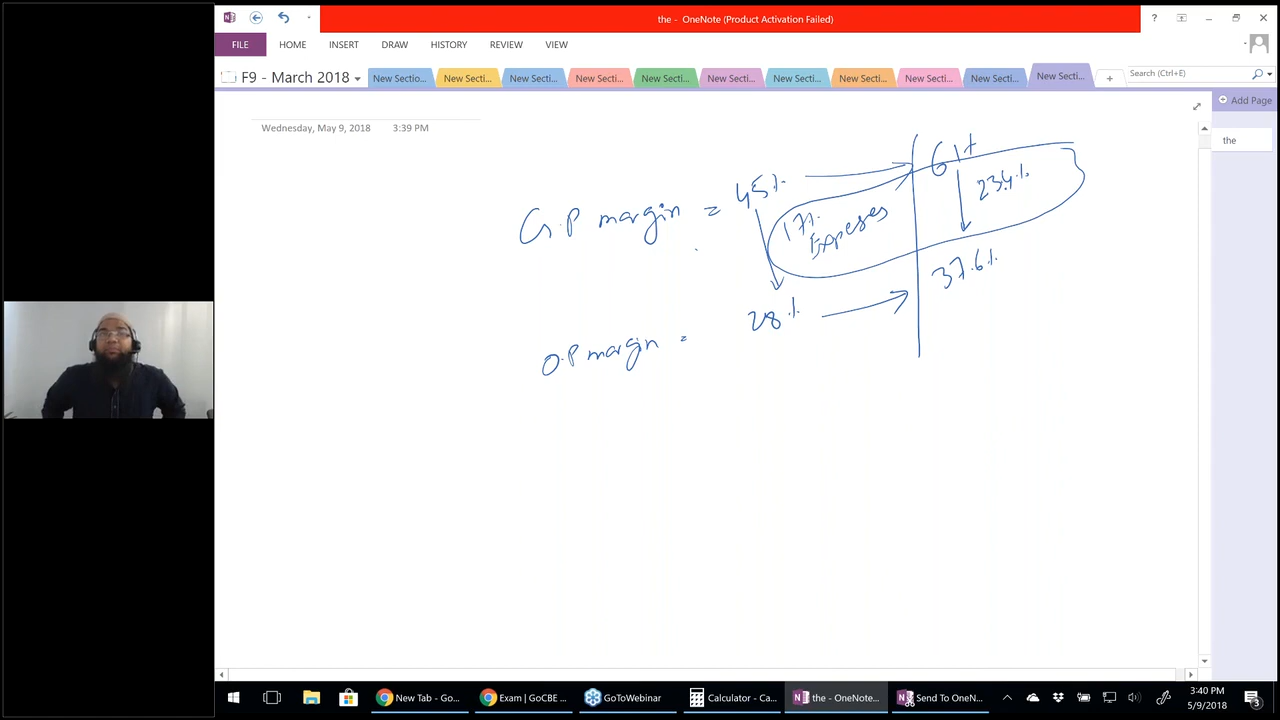 the - OneNote (Product Activation Failed)
?
FILE HOME INSERT DRAW HISTORY REVIEW VIEW
F9 - March 2018
New Sectio... New Secti... New Secti... New Secti... New Secti... New Secti... New Secti... New Secti... New Secti... New Secti... New Secti...
Search (Ctrl+E)
Add Page
the
Wednesday, May 9, 2018 3:39 PM
G.P margin = 45% 61%
17% 23.4%
Expeses
28% 37.6%
O.P margin =
New Tab - Go... Exam | GoCBE ... GoToWebinar Calculator - Ca... the - OneNote... Send To OneN...
3:40 PM
5/9/2018
3